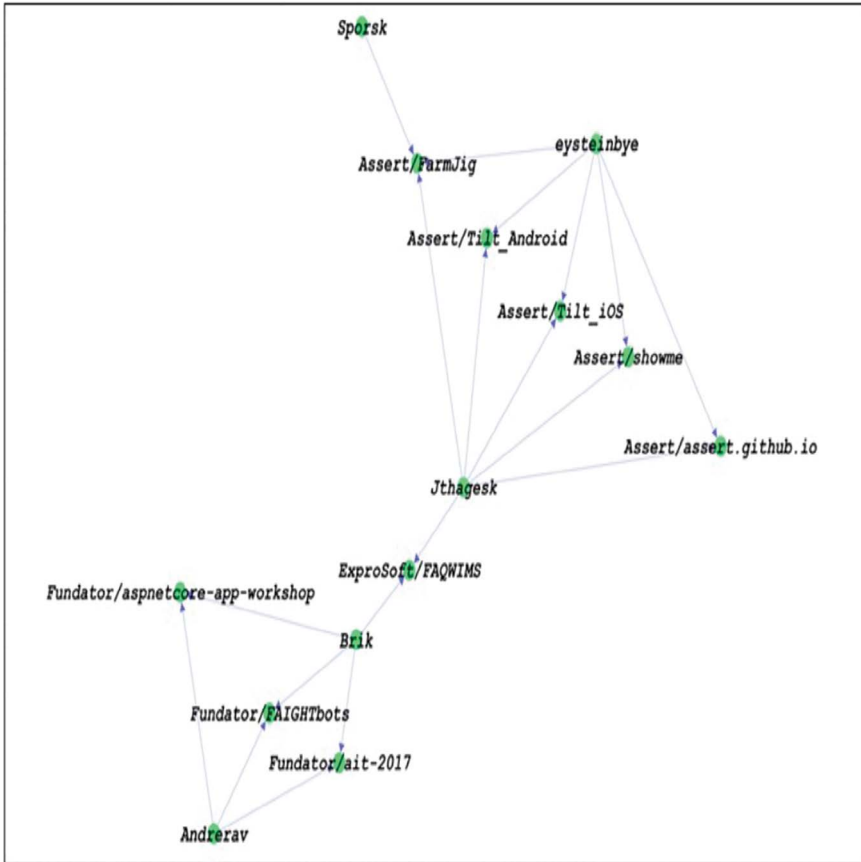 Sporsk
eysteinbye
Assert/FarmJig
Assert/Tilt_Android
Assert/Tilt_iOS
Assert/showme
Assert/assert.github.io
Jthagesk
ExproSoft/FAQWIMS
Fundator/aspnetcore-app-workshop
Brik
Fundator/FAIGHTbots
Fundator/ait-2017
Andrerav